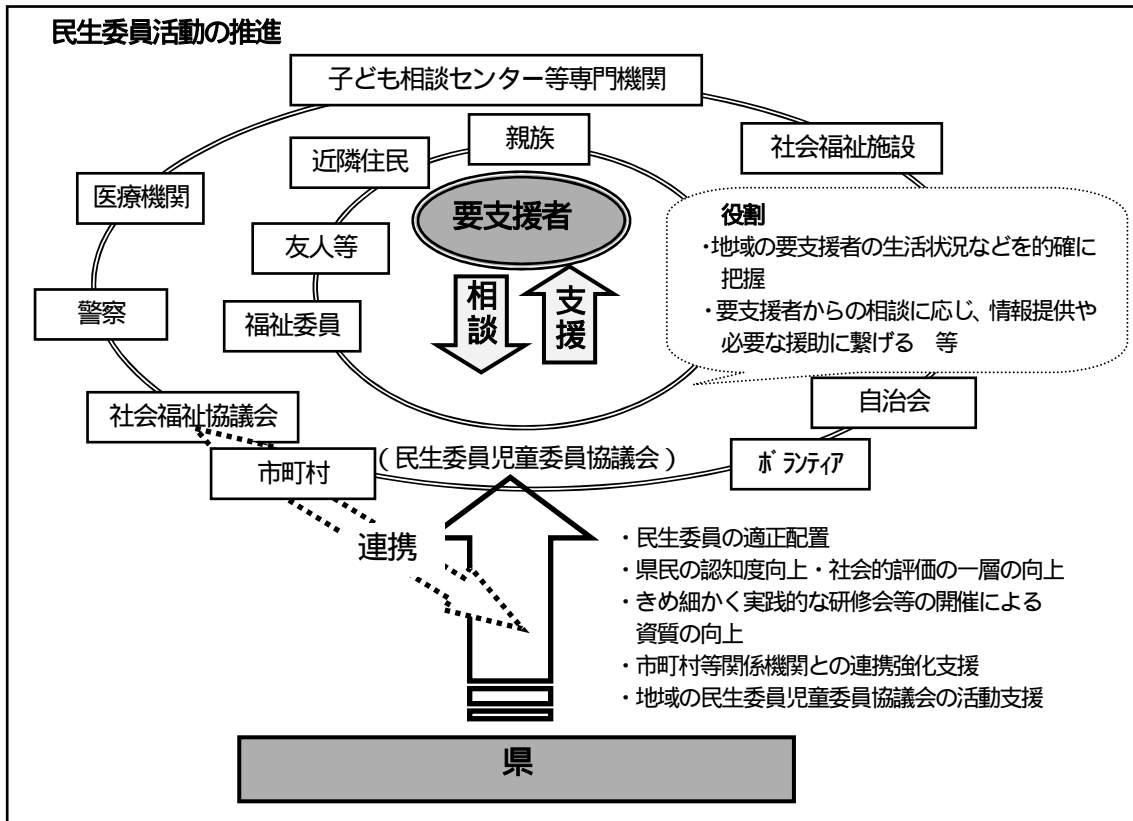 民生委員活動の推進
子ども相談センター等専門機関
親族
近隣住民
社会福祉施設
医療機関
要支援者
友人等
役割
・地域の要支援者の生活状況などを的確に
把握
・要支援者からの相談に応じ、情報提供や
必要な援助に繋げる　等
警察
福祉委員
相談
支援
社会福祉協議会
自治会
市町村
（民生委員児童委員協議会）
ボランティア
連携
・民生委員の適正配置
・県民の認知度向上・社会的評価の一層の向上
・きめ細かく実践的な研修会等の開催による
資質の向上
・市町村等関係機関との連携強化支援
・地域の民生委員児童委員協議会の活動支援
県